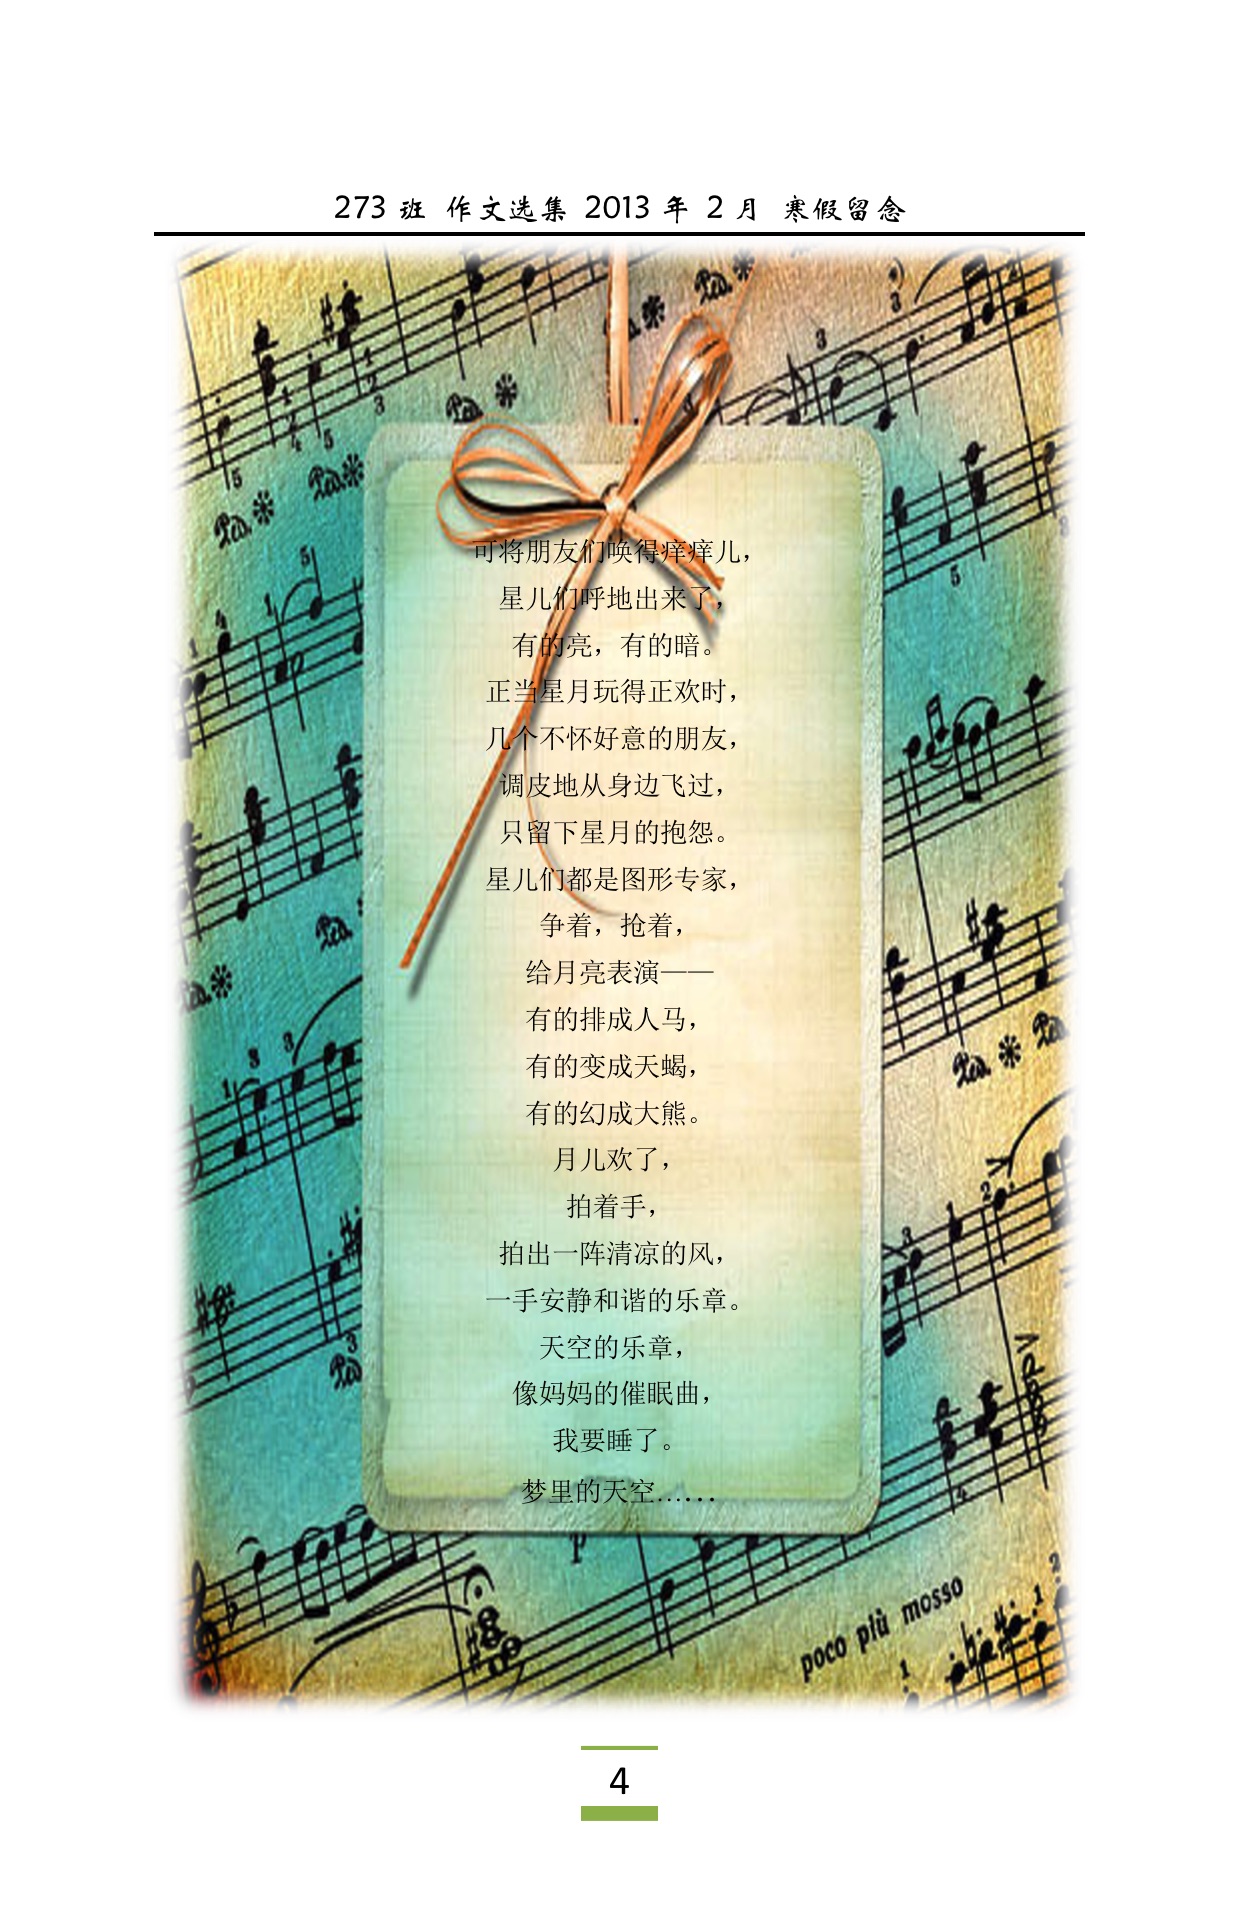 273 班 作文选集 2013 年 2 月 寒假留念
可将朋友们唤得痒痒儿，
星儿们呼地出来了，
有的亮，有的暗。
正当星月玩得正欢时，
几个不怀好意的朋友，
调皮地从身边飞过，
只留下星月的抱怨。
星儿们都是图形专家，
争着，抢着，
给月亮表演——
有的排成人马，
有的变成天蝎，
有的幻成大熊。
月儿欢了，
拍着手，
拍出一阵清凉的风，
一手安静和谐的乐章。
天空的乐章，
像妈妈的催眠曲，
我要睡了。
梦里的天空……
poco più mosso
4